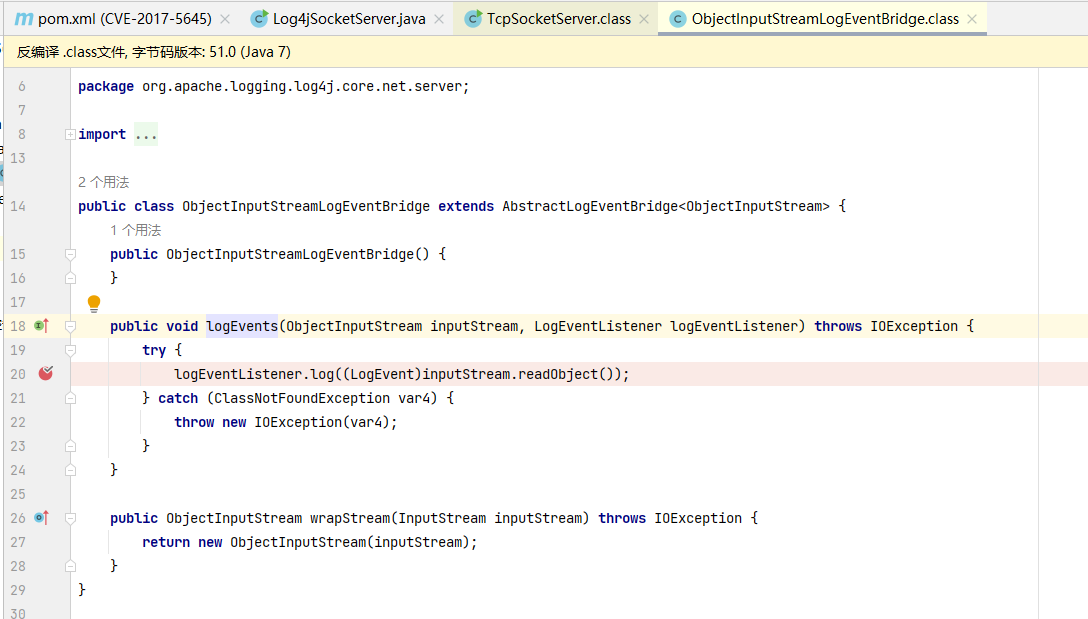 pom.xml (CVE-2017-5645) Log4jSocketServer.java TcpSocketServer.class ObjectInputStreamLogEventBridge.class
反编译 .class文件, 字节码版本: 51.0 (Java 7)
6 package org.apache.logging.log4j.core.net.server;
7
8 import ...
13
2 个用法
14 public class ObjectInputStreamLogEventBridge extends AbstractLogEventBridge<ObjectInputStream> {
1 个用法
15 public ObjectInputStreamLogEventBridge() {
16 }
17
18 public void logEvents(ObjectInputStream inputStream, LogEventListener logEventListener) throws IOException {
19 try {
20 logEventListener.log((LogEvent)inputStream.readObject());
21 } catch (ClassNotFoundException var4) {
22 throw new IOException(var4);
23 }
24 }
25
26 public ObjectInputStream wrapStream(InputStream inputStream) throws IOException {
27 return new ObjectInputStream(inputStream);
28 }
29 }
30